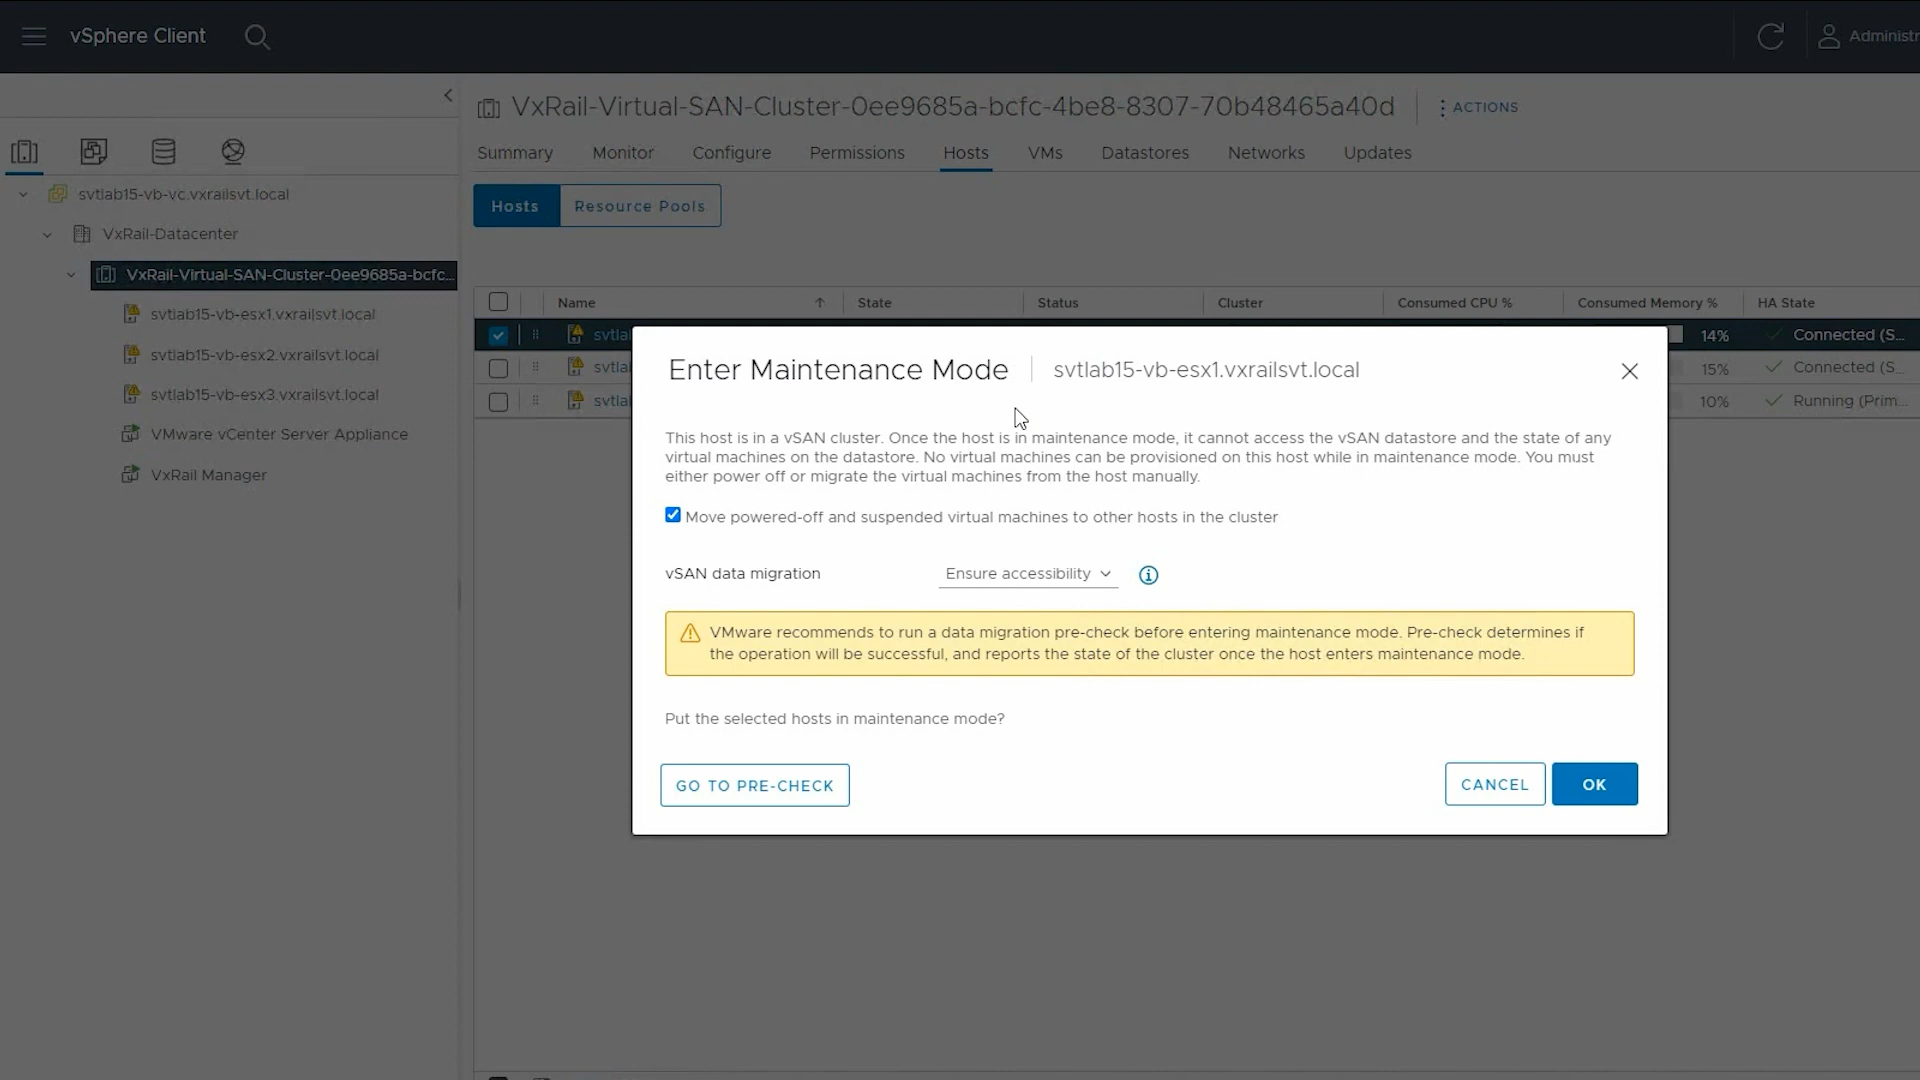 vSphere Client
Administr
VxRail-Virtual-SAN-Cluster-0ee9685a-bcfc-4be8-8307-70b48465a40d
ACTIONS
Summary Monitor Configure Permissions Hosts VMs Datastores Networks Updates
svtlab15-vb-vc.vxrailsvt.local
VxRail-Datacenter
VxRail-Virtual-SAN-Cluster-0ee9685a-bcfc...
svtlab15-vb-esx1.vxrailsvt.local
svtlab15-vb-esx2.vxrailsvt.local
svtlab15-vb-esx3.vxrailsvt.local
VMware vCenter Server Appliance
VxRail Manager
Hosts Resource Pools
Name State Status Cluster Consumed CPU % Consumed Memory % HA State
svtlal 14% Connected (S...
svtlal 15% Connected (S...
svtlal 10% Running (Prim...
Enter Maintenance Mode svtlab15-vb-esx1.vxrailsvt.local
This host is in a vSAN cluster. Once the host is in maintenance mode, it cannot access the vSAN datastore and the state of any
virtual machines on the datastore. No virtual machines can be provisioned on this host while in maintenance mode. You must
either power off or migrate the virtual machines from the host manually.
Move powered-off and suspended virtual machines to other hosts in the cluster
vSAN data migration Ensure accessibility
VMware recommends to run a data migration pre-check before entering maintenance mode. Pre-check determines if
the operation will be successful, and reports the state of the cluster once the host enters maintenance mode.
Put the selected hosts in maintenance mode?
GO TO PRE-CHECK CANCEL OK